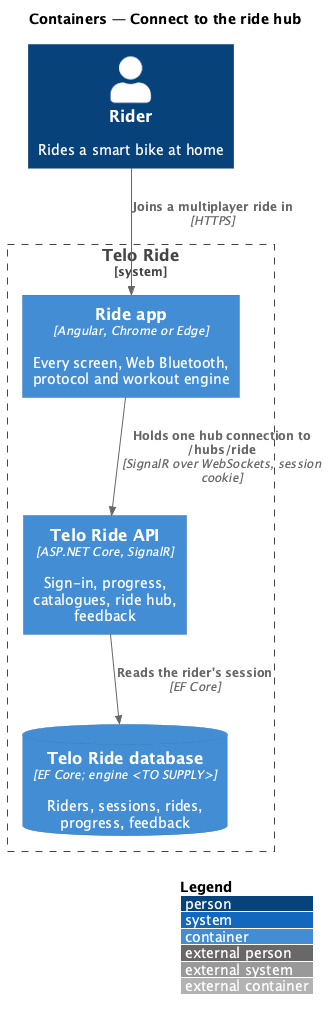 Containers — Connect to the ride hub
Rider
Rides a smart bike at home
Joins a multiplayer ride in
[HTTPS]
Telo Ride
[system]
Ride app
[Angular, Chrome or Edge]
Every screen, Web Bluetooth,
protocol and workout engine
Holds one hub connection to
/hubs/ride
[SignalR over WebSockets, session
cookie]
Telo Ride API
[ASP.NET Core, SignalR]
Sign-in, progress,
catalogues, ride hub,
feedback
Reads the rider's session
[EF Core]
Telo Ride database
[EF Core; engine <TO SUPPLY>]
Riders, sessions, rides,
progress, feedback
Legend
person
system
container
external person
external system
external container